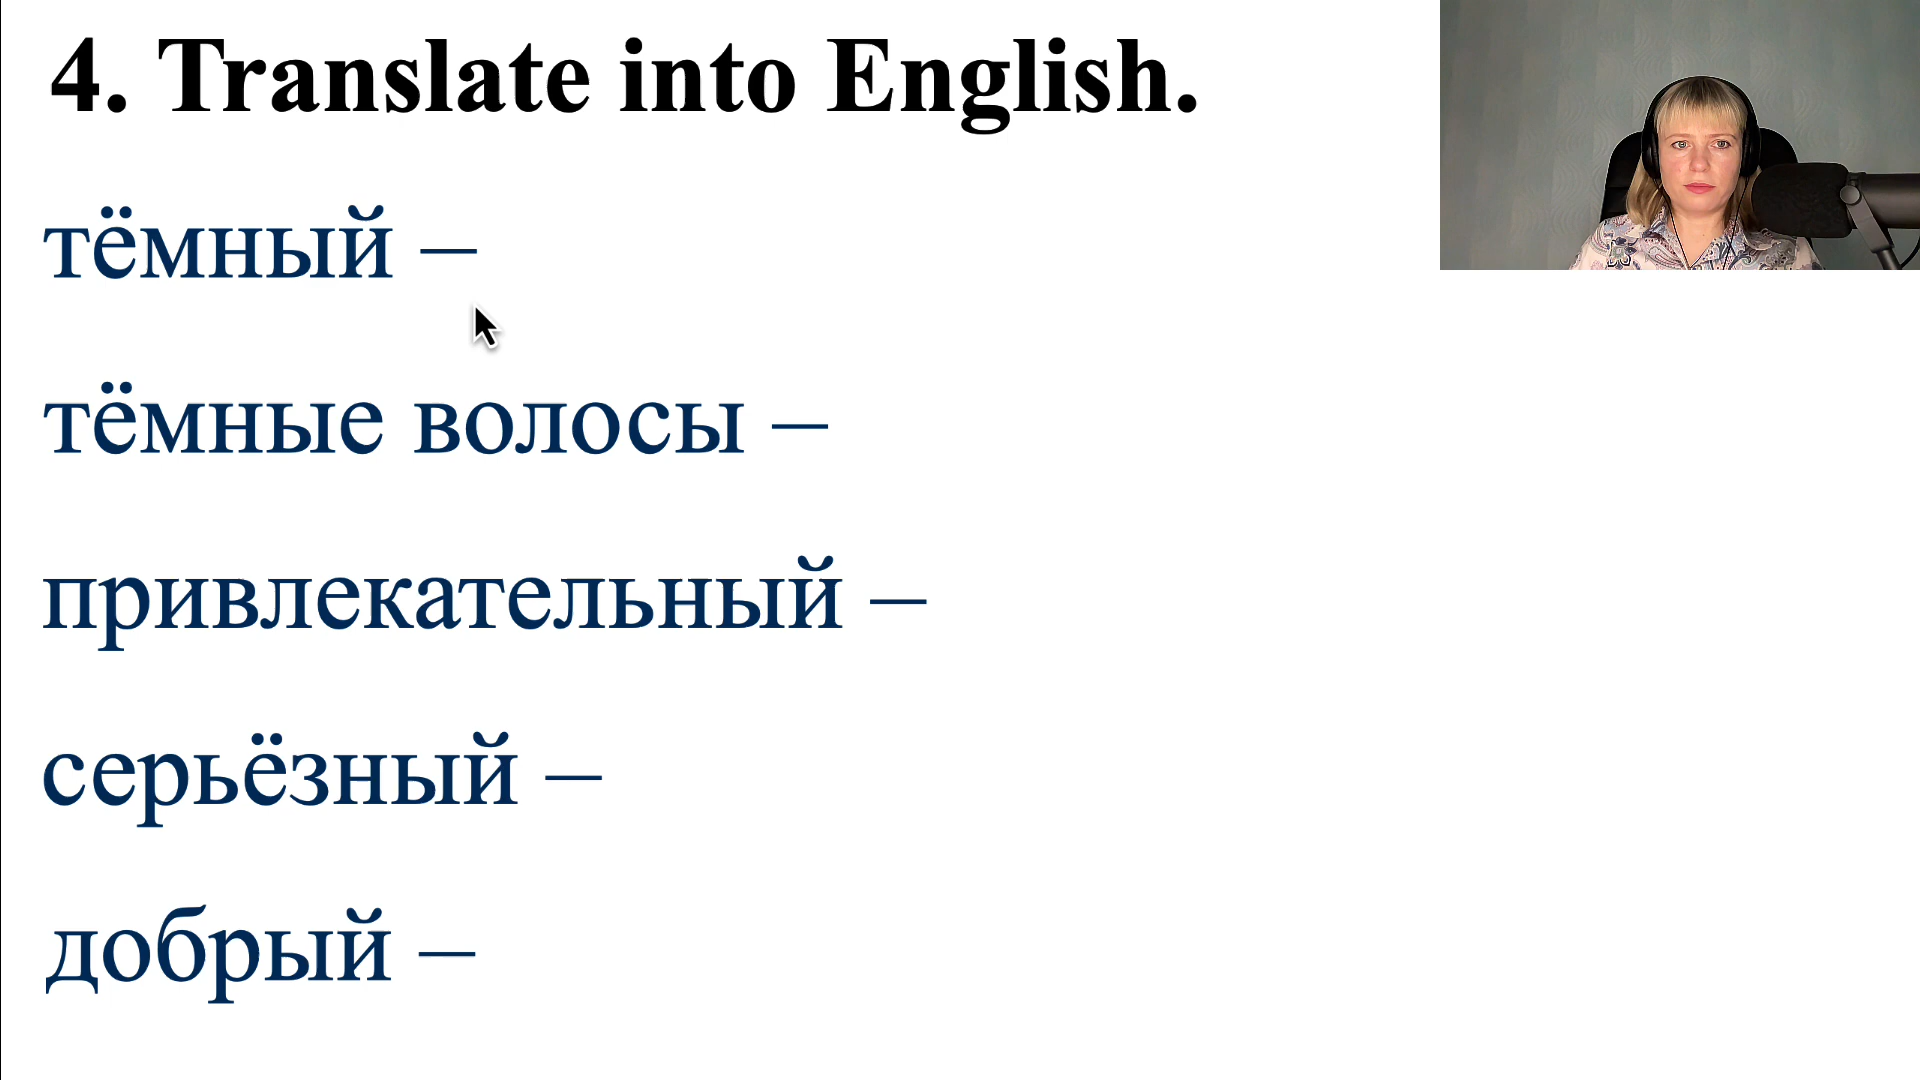 4. Translate into English.
тёмный –
тёмные волосы –
привлекательный –
серьёзный –
добрый –